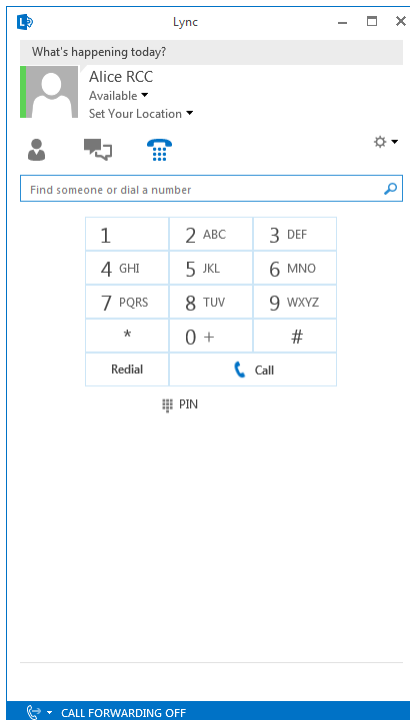 Lync
What's happening today?
Alice RCC
Available
Set Your Location
Find someone or dial a number
1 2 ABC 3 DEF
4 GHI 5 JKL 6 MNO
7 PQRS 8 TUV 9 WXYZ
* 0 + #
Redial Call
PIN
CALL FORWARDING OFF